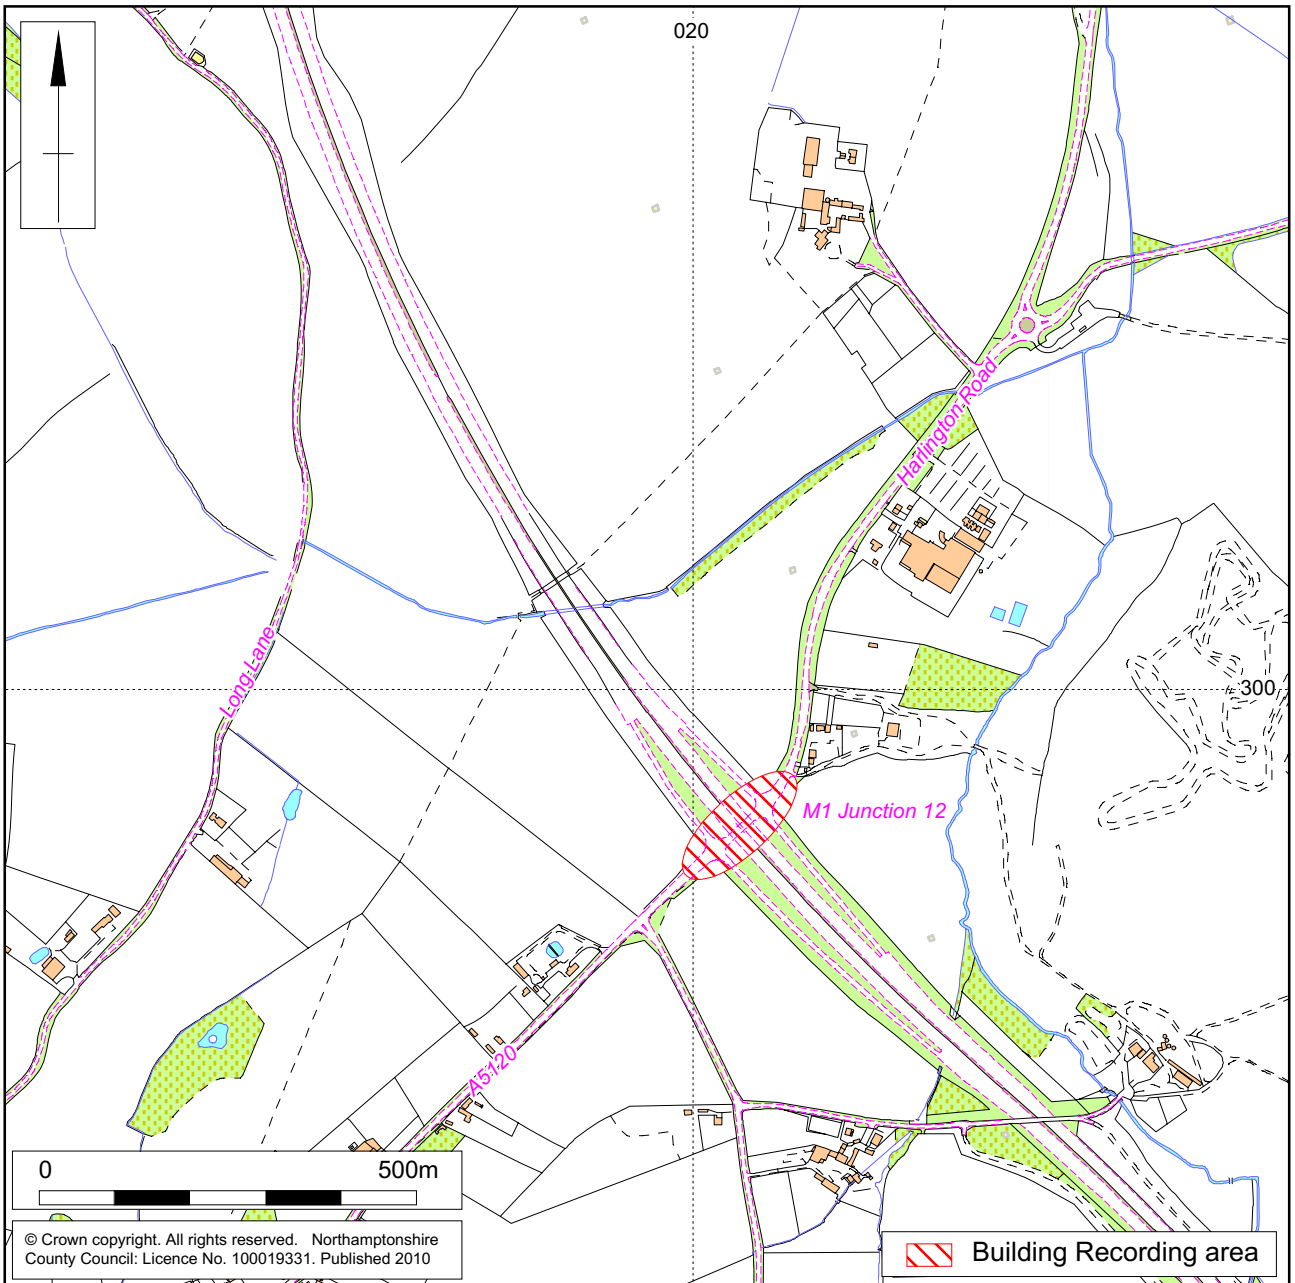 020
Harlington Road
Long Lane
300
M1 Junction 12
A5120
0 500m
© Crown copyright. All rights reserved. Northamptonshire
County Council: Licence No. 100019331. Published 2010
Building Recording area